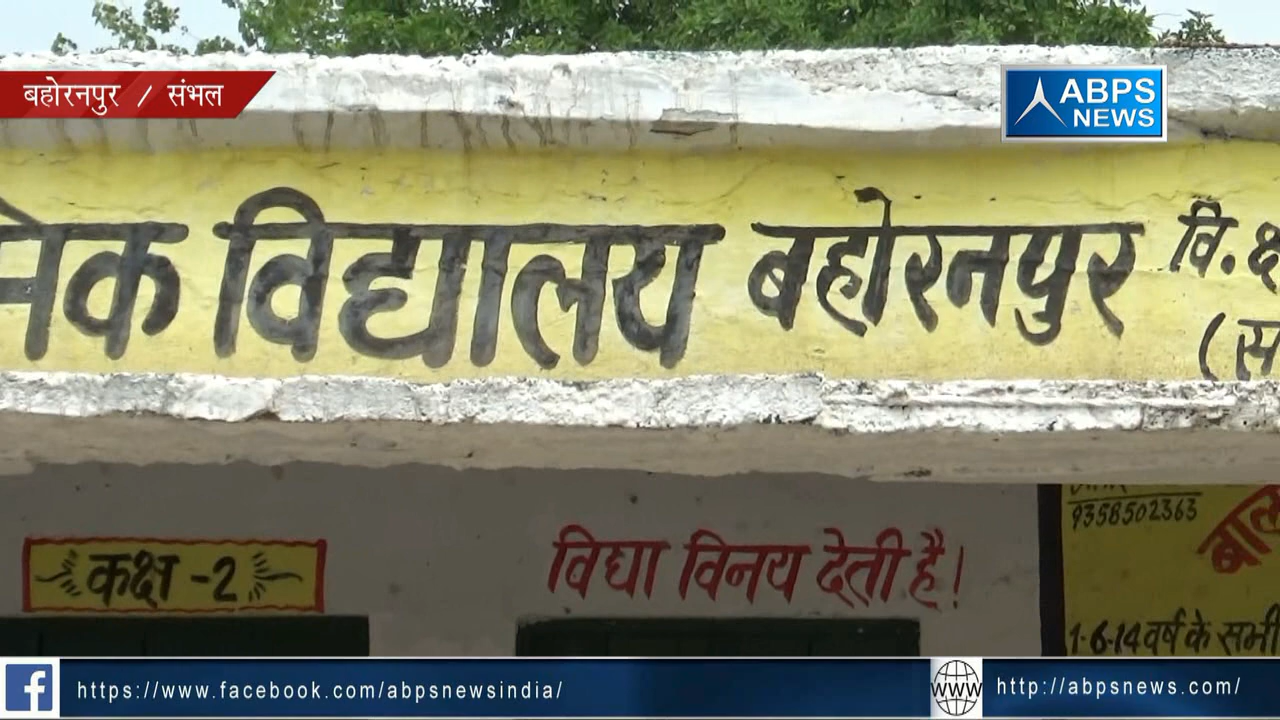 बहोरनपुर / संभल
ABPS
NEWS
विद्यालय बहोरनपुर वि.क्ष
(स
9358502363
कक्ष -2
विद्या विनय देती है!
बाल
1-6-14 वर्ष के सभी
https://www.facebook.com/abpsnewsindia/
www
http://abpsnews.com/